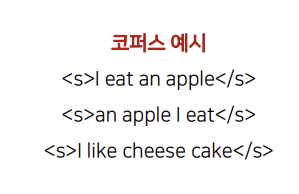 코퍼스 예시
<s>I eat an apple</s>
<s>an apple I eat</s>
<s>I like cheese cake</s>